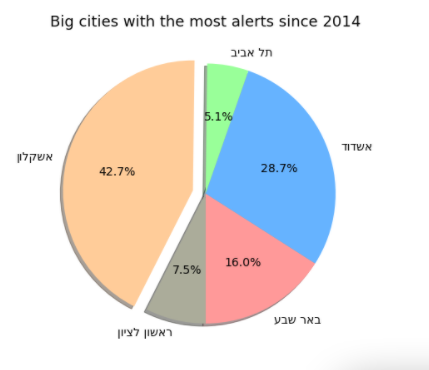 Big cities with the most alerts since 2014
תל אביב
5.1%
אשדוד
28.7%
אשקלון
42.7%
16.0%
7.5%
באר שבע
ראשון לציון